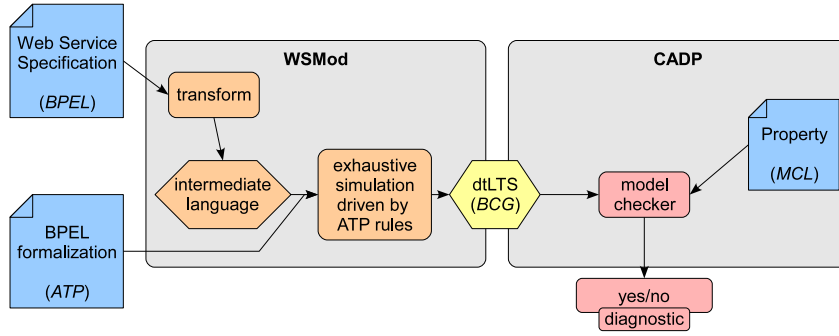 Web Service
Specification
(BPEL)
WSMod
transform
intermediate
language
exhaustive
simulation
driven by
ATP rules
BPEL
formalization
(ATP)
dtLTS
(BCG)
CADP
Property
(MCL)
model
checker
yes/no
diagnostic